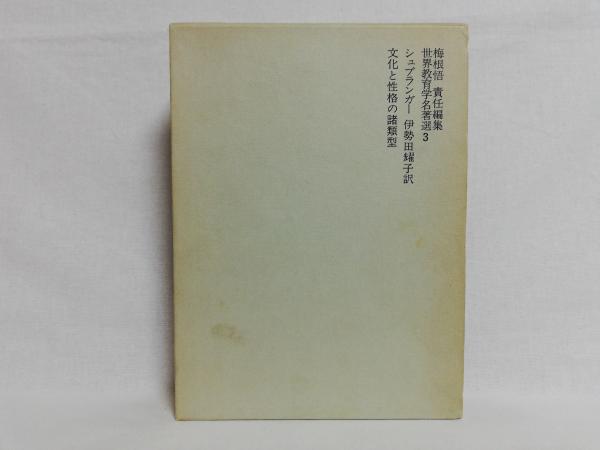 梅根悟 責任編集
世界教育学名著選3
シュプランガー 伊勢田耀子訳
文化と性格の諸類型